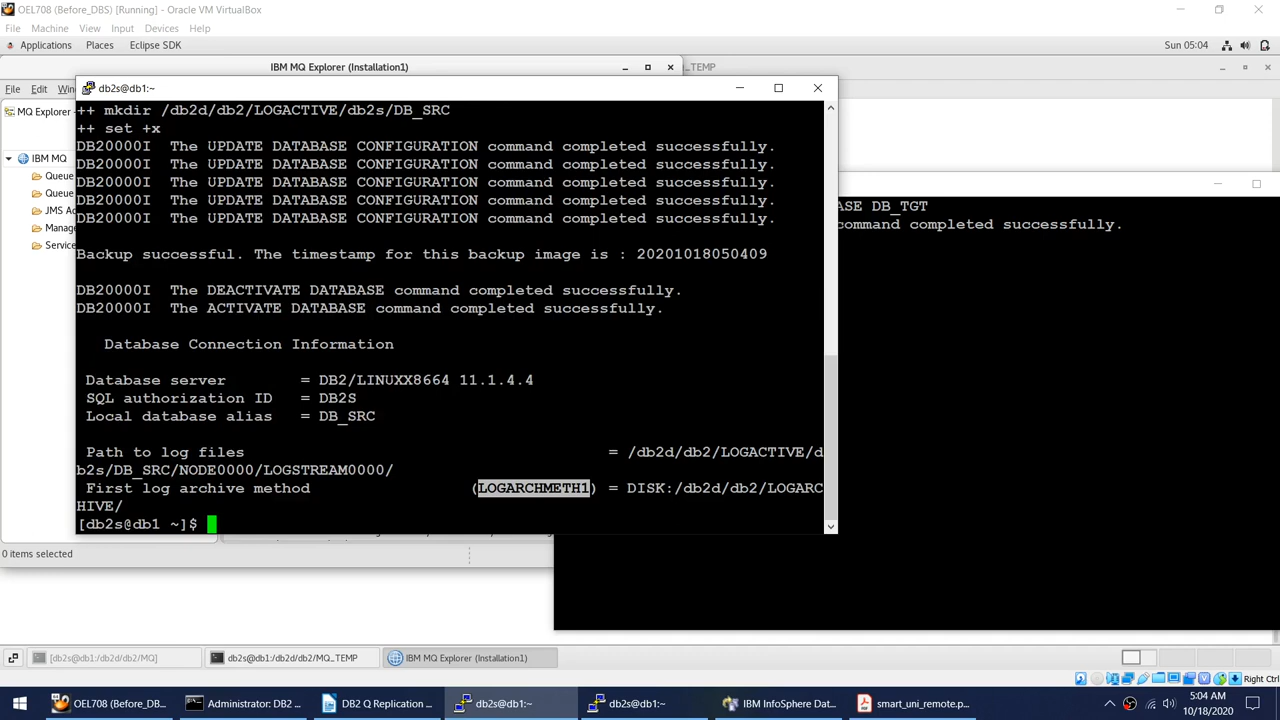 OEL708 (Before_DBS) [Running] - Oracle VM VirtualBox
File Machine View Input Devices Help
Applications Places Eclipse SDK Sun 05:04
IBM MQ Explorer (Installation1)
_TEMP
File Edit
MQ Explorer
IBM MQ
Queue
Queue
JMS Ad
Manage
Service
0 items selected
db2s@db1:~
++ mkdir /db2d/db2/LOGACTIVE/db2s/DB_SRC
++ set +x
DB20000I The UPDATE DATABASE CONFIGURATION command completed successfully.
DB20000I The UPDATE DATABASE CONFIGURATION command completed successfully.
DB20000I The UPDATE DATABASE CONFIGURATION command completed successfully.
DB20000I The UPDATE DATABASE CONFIGURATION command completed successfully.
DB20000I The UPDATE DATABASE CONFIGURATION command completed successfully.
Backup successful. The timestamp for this backup image is : 20201018050409
DB20000I The DEACTIVATE DATABASE command completed successfully.
DB20000I The ACTIVATE DATABASE command completed successfully.
Database Connection Information
Database server = DB2/LINUXX8664 11.1.4.4
SQL authorization ID = DB2S
Local database alias = DB_SRC
Path to log files = /db2d/db2/LOGACTIVE/d
b2s/DB_SRC/NODE0000/LOGSTREAM0000/
First log archive method (LOGARCHMETH1) = DISK:/db2d/db2/LOGARC
HIVE/
[db2s@db1 ~]$
ASE DB_TGT
command completed successfully.
[db2s@db1:/db2d/db2/MQ] db2s@db1:/db2d/db2/MQ_TEMP IBM MQ Explorer (Installation1)
Right Ctrl
OEL708 (Before_DB... Administrator: DB2 ... DB2 Q Replication ... db2s@db1:~ db2s@db1:~ IBM InfoSphere Dat... smart_uni_remote.p...
5:04 AM
10/18/2020